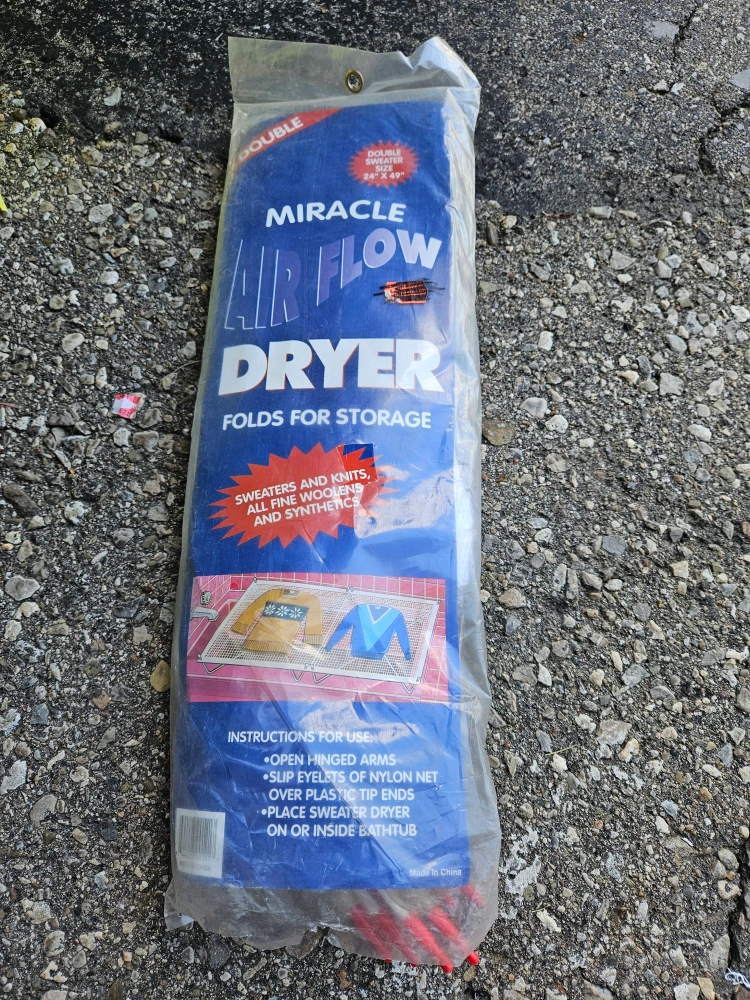 DOUBLE
DOUBLE
SWEATER
SIZE
24" X 49"
MIRACLE
AIR FLOW
DRYER
FOLDS FOR STORAGE
SWEATERS AND KNITS,
ALL FINE WOOLENS
AND SYNTHETICS
INSTRUCTIONS FOR USE:
•OPEN HINGED ARMS
•SLIP EYELETS OF NYLON NET
OVER PLASTIC TIP ENDS
•PLACE SWEATER DRYER
ON OR INSIDE BATHTUB
Made In China